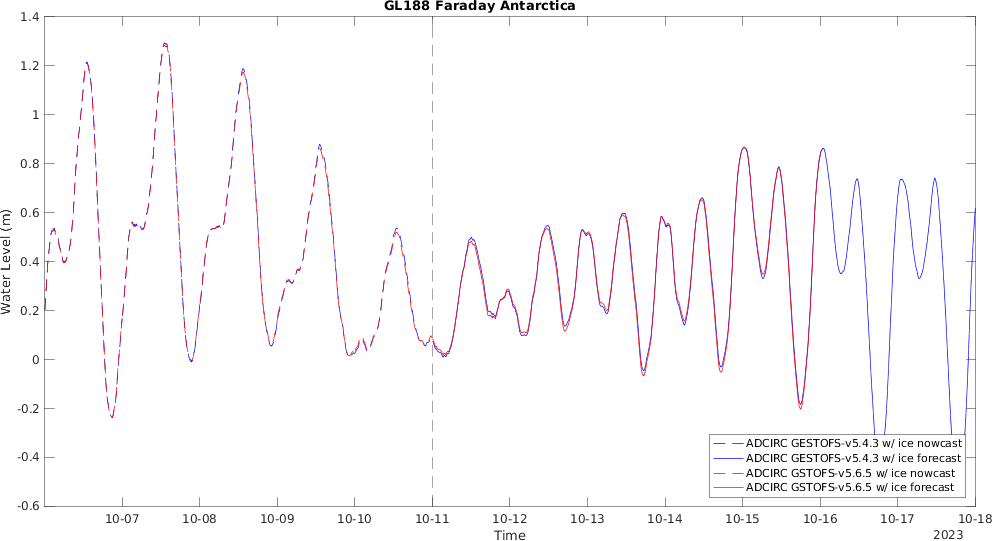 GL188 Faraday Antarctica
1.4
1.2
1
0.8
0.6
0.4
0.2
0
-0.2
-0.4
-0.6
Water Level (m)
10-07 10-08 10-09 10-10 10-11 10-12 10-13 10-14 10-15 10-16 10-17 10-18
Time
2023
ADCIRC GESTOFS-v5.4.3 w/ ice nowcast
ADCIRC GESTOFS-v5.4.3 w/ ice forecast
ADCIRC GSTOFS-v5.6.5 w/ ice nowcast
ADCIRC GSTOFS-v5.6.5 w/ ice forecast